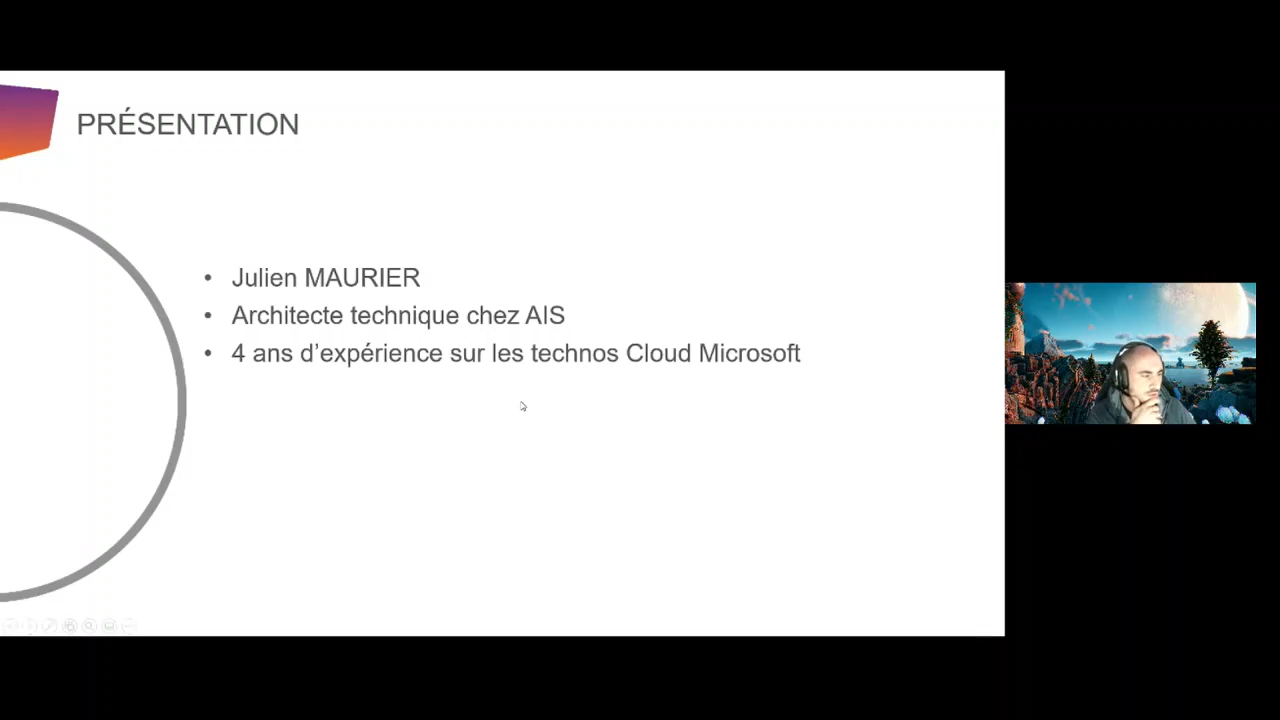 PRÉSENTATION
• Julien MAURIER
• Architecte technique chez AIS
• 4 ans d’expérience sur les technos Cloud Microsoft